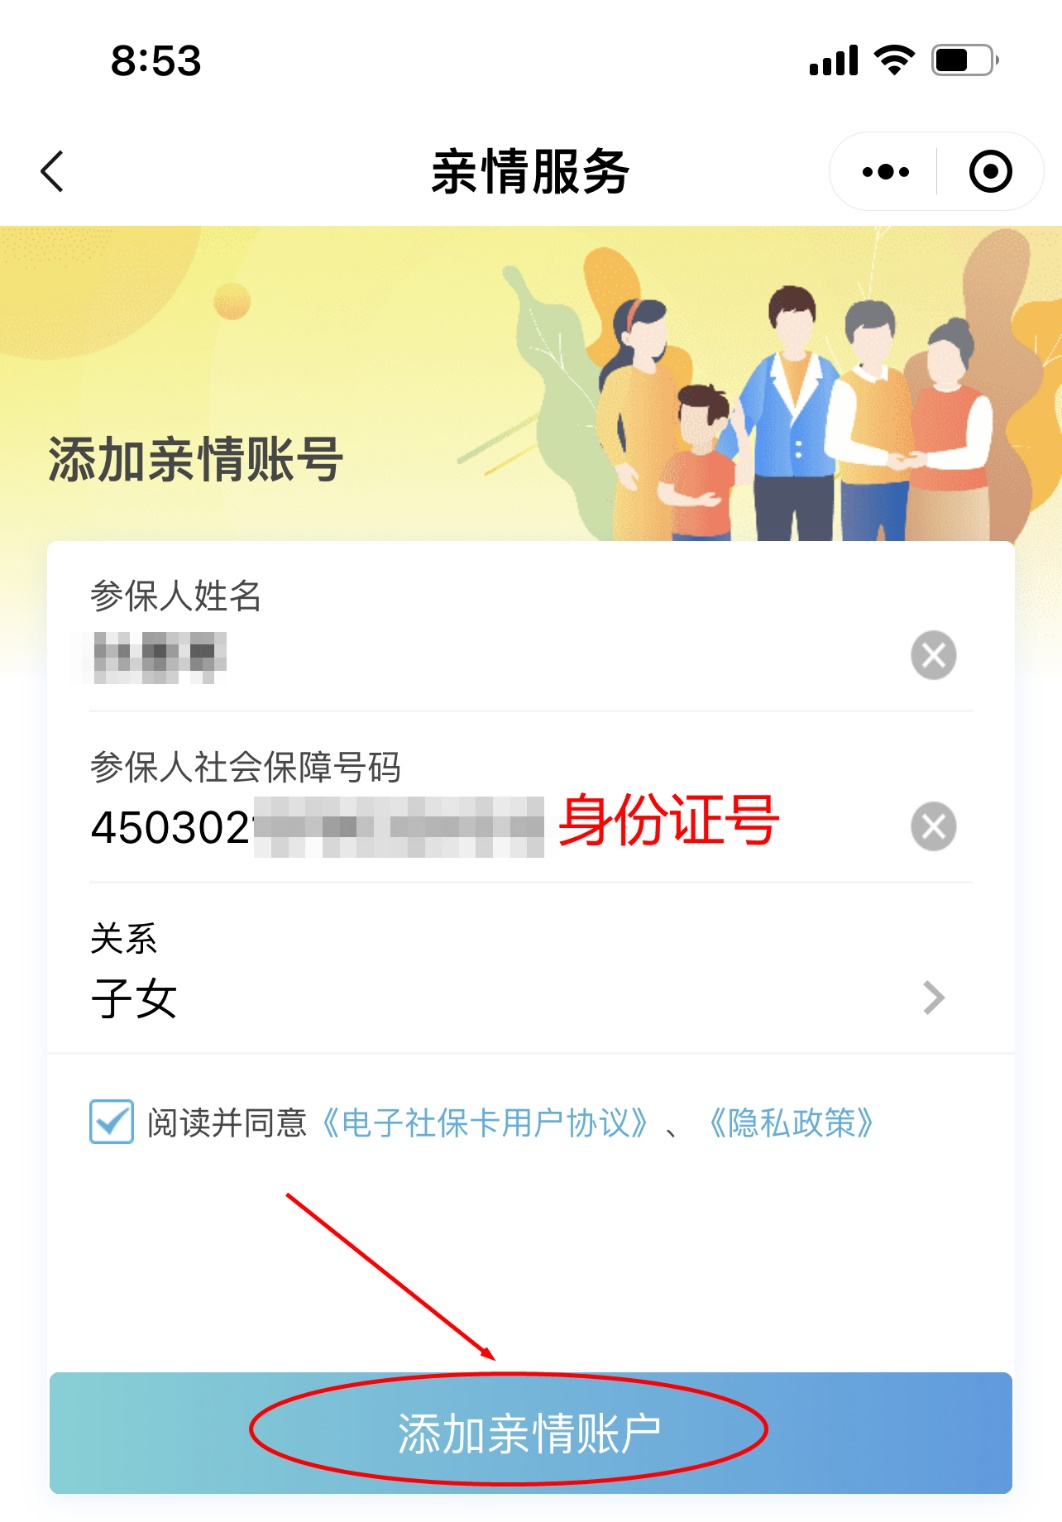 8:53
亲情服务
添加亲情账号
参保人姓名
参保人社会保障号码
450302
身份证号
关系
子女
阅读并同意《电子社保卡用户协议》、《隐私政策》
添加亲情账户